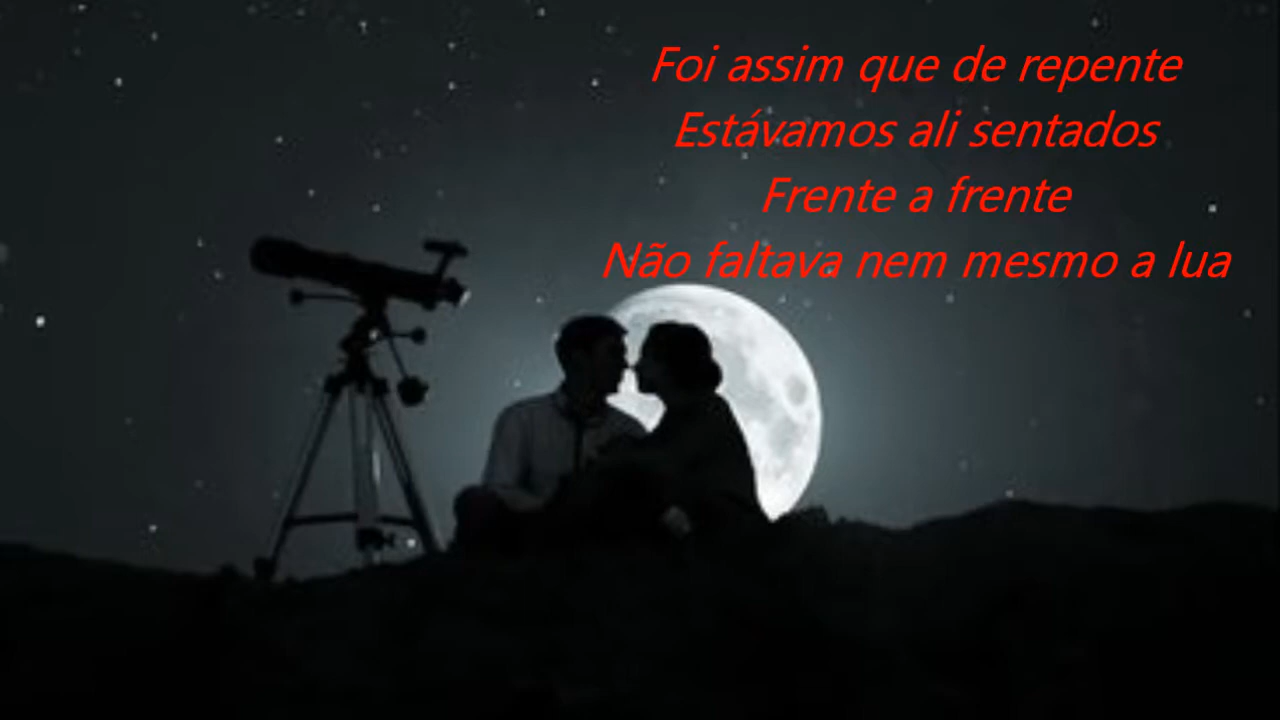 Foi assim que de repente
Estávamos ali sentados
Frente a frente
Não faltava nem mesmo a lua